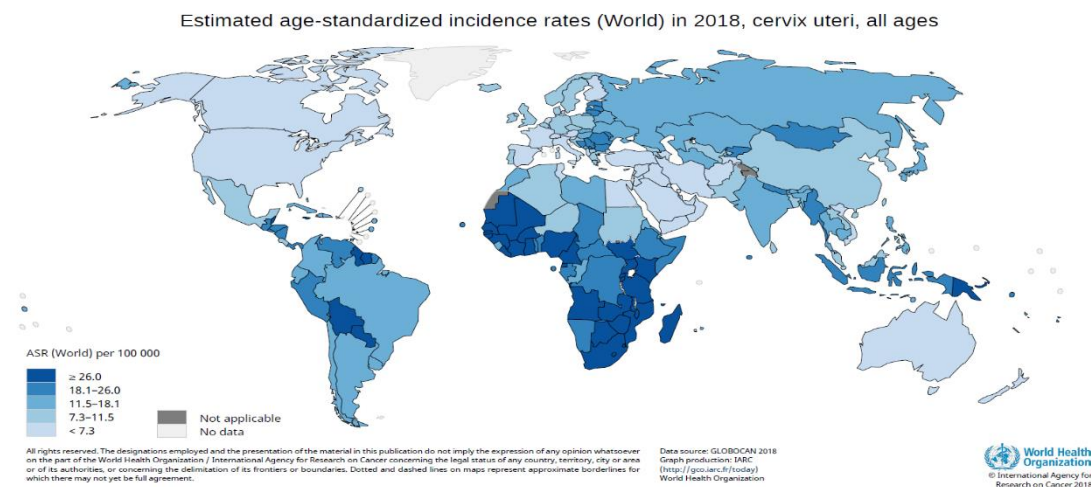 Estimated age-standardized incidence rates (World) in 2018, cervix uteri, all ages
ASR (World) per 100 000
≥ 26.0
18.1–26.0
11.5–18.1
7.3–11.5
< 7.3
Not applicable
No data
All rights reserved. The designations employed and the presentation of the material in this publication do not imply the expression of any opinion whatsoever
on the part of the World Health Organization / International Agency for Research on Cancer concerning the legal status of any country, territory, city or area
or of its authorities, or concerning the delimitation of its frontiers or boundaries. Dotted and dashed lines on maps represent approximate borderlines for
which there may not yet be full agreement.
Data source: GLOBOCAN 2018
Graph production: IARC
(http://gco.iarc.fr/today)
World Health Organization
World Health
Organization
© International Agency for
Research on Cancer 2018